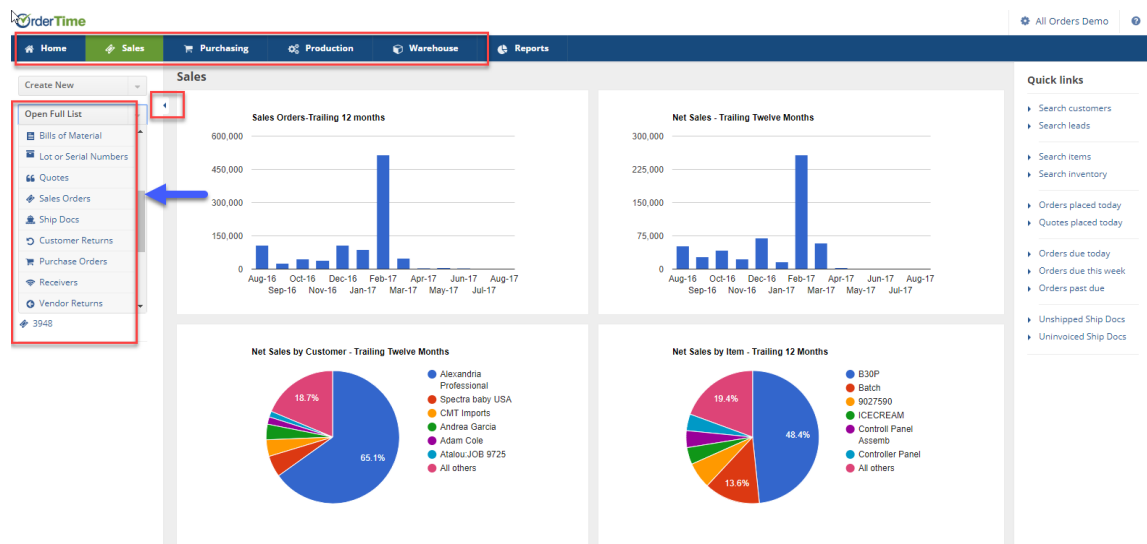 OrderTime
All Orders Demo
Home
Sales
Purchasing
Production
Warehouse
Reports
Create New
Open Full List
Bills of Material
Lot or Serial Numbers
Quotes
Sales Orders
Ship Docs
Customer Returns
Purchase Orders
Receivers
Vendor Returns
3948
Sales
Sales Orders-Trailing 12 months
600,000
450,000
300,000
150,000
0
Aug-16 Oct-16 Dec-16 Feb-17 Apr-17 Jun-17 Aug-17
Sep-16 Nov-16 Jan-17 Mar-17 May-17 Jul-17
Net Sales - Trailing Twelve Months
300,000
225,000
150,000
75,000
0
Aug-16 Oct-16 Dec-16 Feb-17 Apr-17 Jun-17 Aug-17
Sep-16 Nov-16 Jan-17 Mar-17 May-17 Jul-17
Net Sales by Customer - Trailing Twelve Months
18.7%
65.1%
Alexandria
Professional
Spectra baby USA
CMT Imports
Andrea Garcia
Adam Cole
Atalou:JOB 9725
All others
Net Sales by Item - Trailing 12 Months
19.4%
48.4%
13.6%
B30P
Batch
9027590
ICECREAM
Controll Panel
Assemb
Controller Panel
All others
Quick links
Search customers
Search leads
Search items
Search inventory
Orders placed today
Quotes placed today
Orders due today
Orders due this week
Orders past due
Unshipped Ship Docs
Uninvoiced Ship Docs